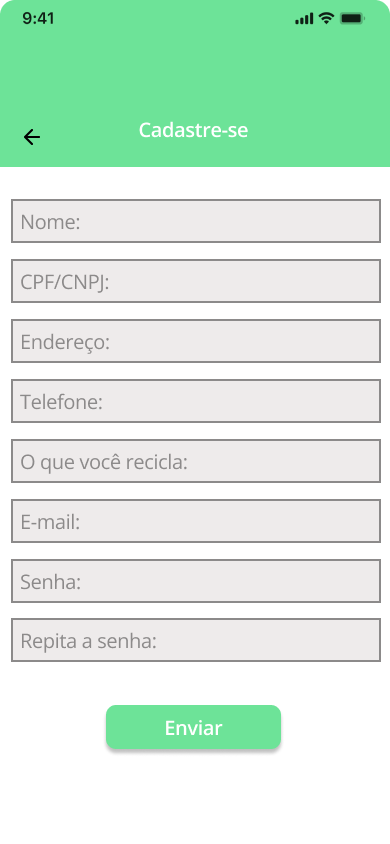 9:41
Cadastre-se
Nome:
CPF/CNPJ:
Endereço:
Telefone:
O que você recicla:
E-mail:
Senha:
Repita a senha:
Enviar